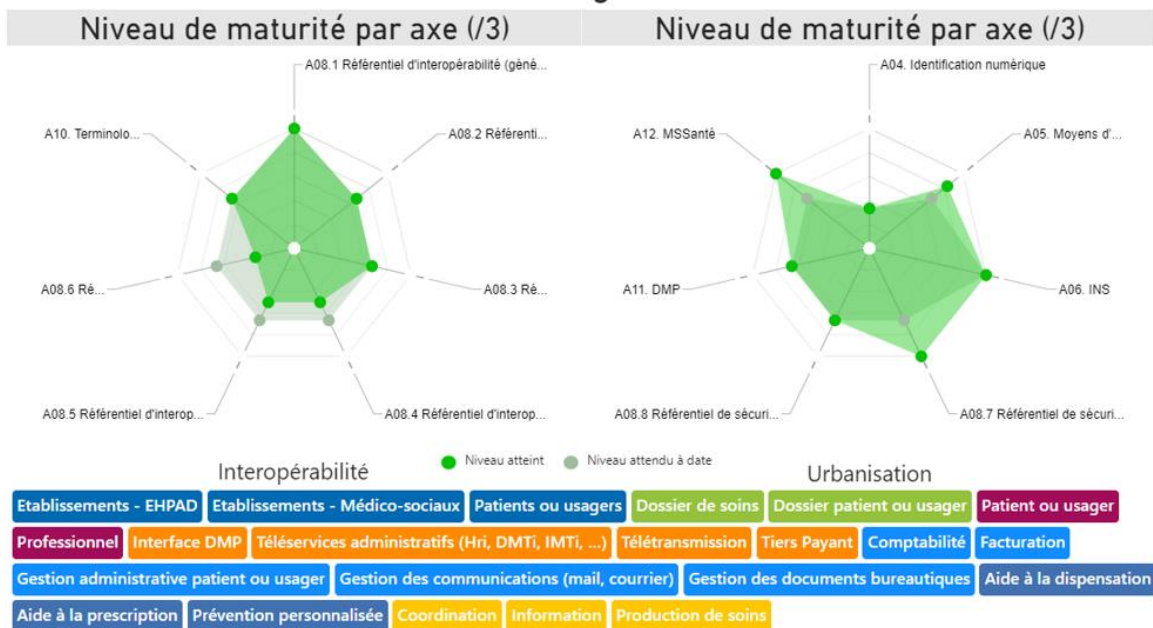 Niveau de maturité par axe (/3)
Niveau de maturité par axe (/3)
A08.1 Référentiel d'interopérabilité (géné...
A10. Terminolo...
A08.2 Référenti...
A08.6 Ré...
A08.3 Ré...
A08.5 Référentiel d'interop...
A08.4 Référentiel d'interop...
A04. Identification numérique
A12. MSSanté
A05. Moyens d'...
A11. DMP
A06. INS
A08.8 Référentiel de sécuri...
A08.7 Référentiel de sécuri...
Interopérabilité
Niveau atteint
Niveau attendu à date
Urbanisation
Etablissements - EHPAD
Etablissements - Médico-sociaux
Patients ou usagers
Dossier de soins
Dossier patient ou usager
Patient ou usager
Professionnel
Interface DMP
Téléservices administratifs (Hri, DMTi, IMTi, ...)
Télétransmission
Tiers Payant
Comptabilité
Facturation
Gestion administrative patient ou usager
Gestion des communications (mail, courrier)
Gestion des documents bureautiques
Aide à la dispensation
Aide à la prescription
Prévention personnalisée
Coordination
Information
Production de soins